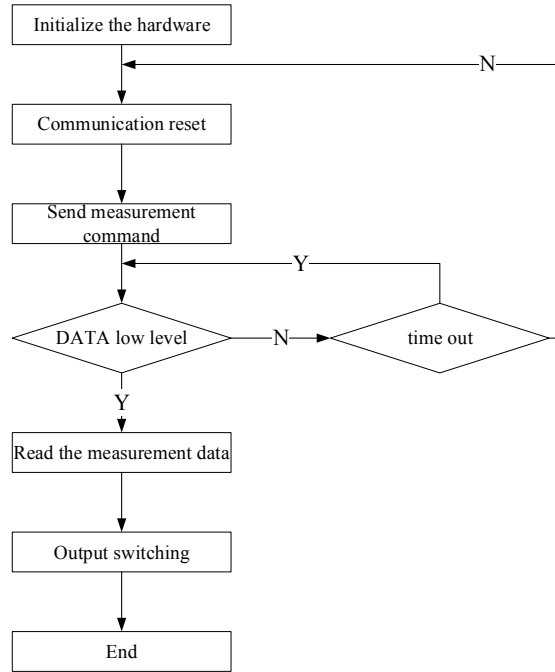 Initialize the hardware
N
Communication reset
Send measurement
command
Y
DATA low level
N
time out
Y
Read the measurement data
Output switching
End